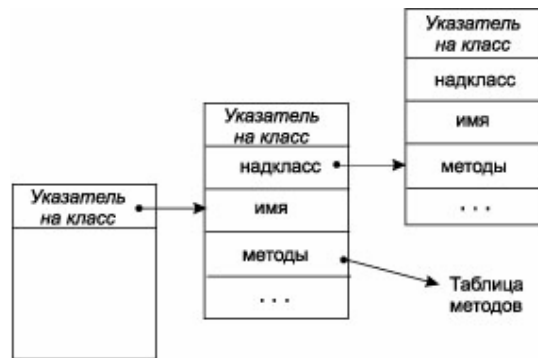 Указатель
на класс
Указатель
на класс
надкласс
имя
методы
. . .
Таблица
методов
Указатель
на класс
надкласс
имя
методы
. . .